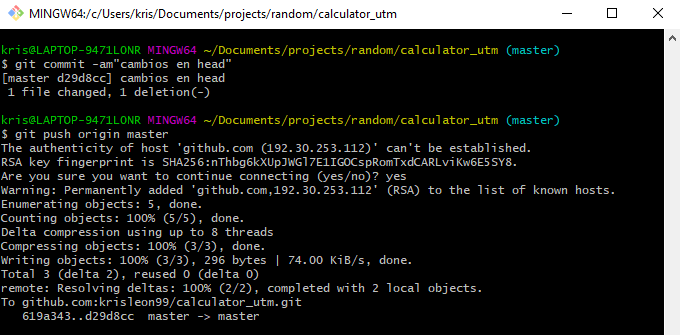 MINGW64:/c/Users/kris/Documents/projects/random/calculator_utm
kris@LAPTOP-9471LONR MINGW64 ~/Documents/projects/random/calculator_utm (master)
$ git commit -am"cambios en head"
[master d29d8cc] cambios en head
 1 file changed, 1 deletion(-)
kris@LAPTOP-9471LONR MINGW64 ~/Documents/projects/random/calculator_utm (master)
$ git push origin master
The authenticity of host 'github.com (192.30.253.112)' can't be established.
RSA key fingerprint is SHA256:nThbg6kXUpJWGl7E1IGOCspRomTxdCARLviKw6E5SY8.
Are you sure you want to continue connecting (yes/no)? yes
Warning: Permanently added 'github.com,192.30.253.112' (RSA) to the list of known hosts.
Enumerating objects: 5, done.
Counting objects: 100% (5/5), done.
Delta compression using up to 8 threads
Compressing objects: 100% (3/3), done.
Writing objects: 100% (3/3), 296 bytes | 74.00 KiB/s, done.
Total 3 (delta 2), reused 0 (delta 0)
remote: Resolving deltas: 100% (2/2), completed with 2 local objects.
To github.com:krisleon99/calculator_utm.git
   619a343..d29d8cc  master -> master